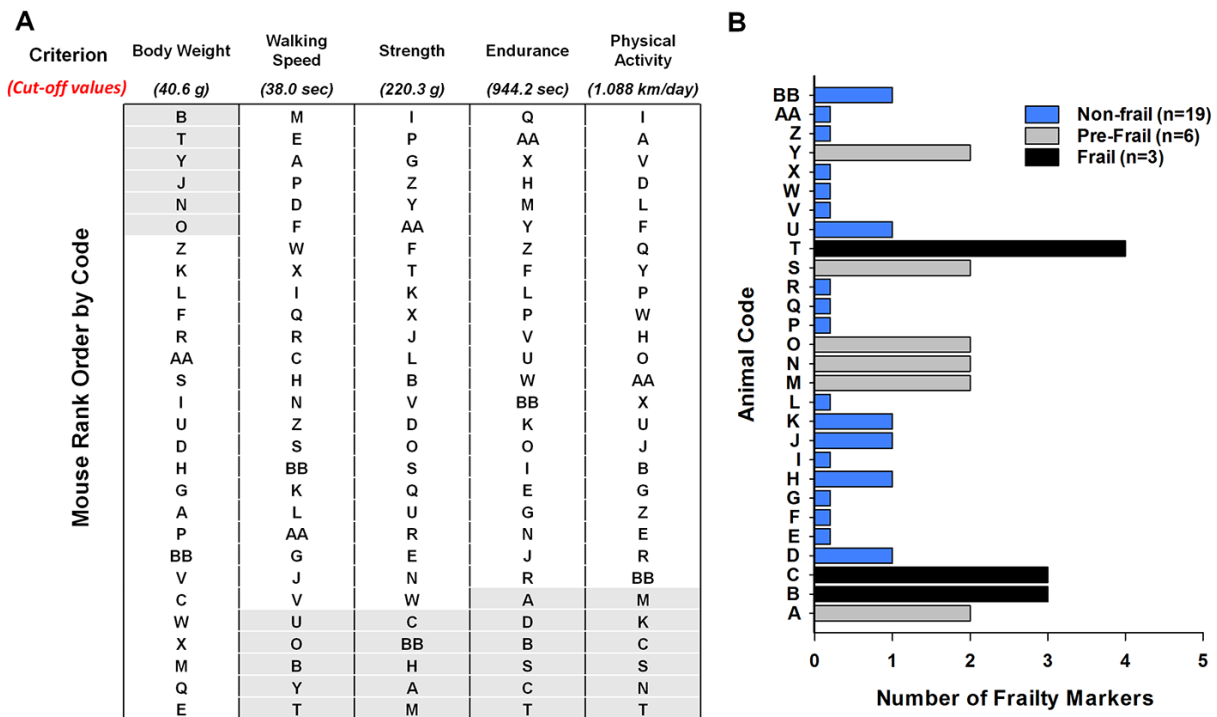 A
Criterion Body Weight Walking Speed Strength Endurance Physical Activity
(Cut-off values) (40.6 g) (38.0 sec) (220.3 g) (944.2 sec) (1.088 km/day)
Mouse Rank Order by Code
B M I Q I
T E P AA A
Y A G X V
J P Z H D
N D Y M L
O F AA Y F
Z W F Z Q
K X T F Y
L I K L P
F Q X P W
R R J V H
AA C L U O
S H B W AA
I N V BB X
U Z D K U
D S O O J
H BB S I B
G K Q E G
A L U G Z
P AA R N E
BB G E J R
V J N R BB
C V W A M
W U C D K
X O BB B C
M B H S S
Q Y A C N
E T M T T
B
Animal Code
BB
AA
Z
Y
X
W
V
U
T
S
R
Q
P
O
N
M
L
K
J
I
H
G
F
E
D
C
B
A
Non-frail (n=19)
Pre-Frail (n=6)
Frail (n=3)
0 1 2 3 4 5
Number of Frailty Markers